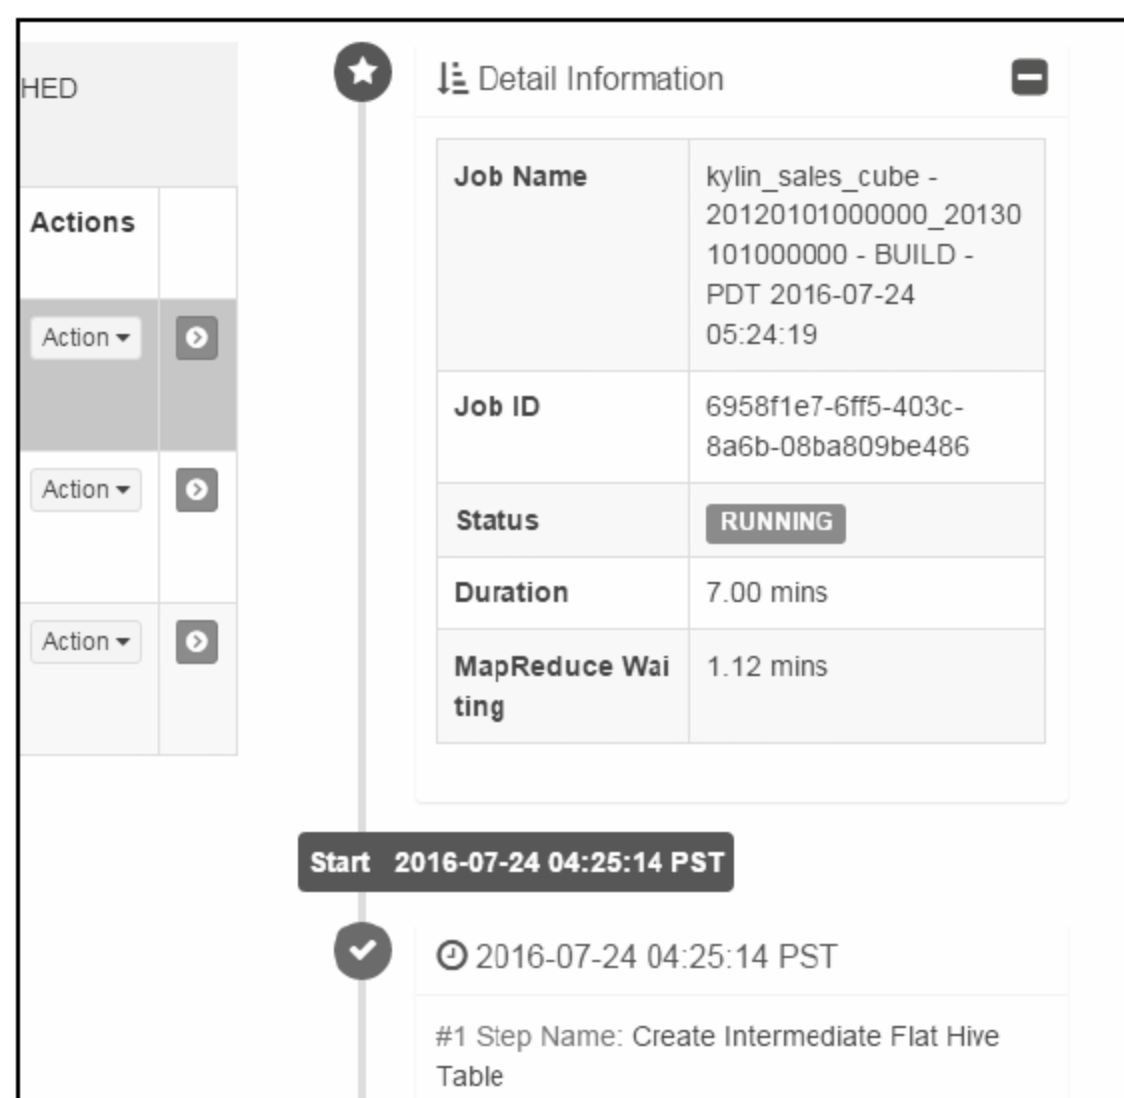 HED
Actions
Action
Action
Action
Detail Information
Job Name
kylin_sales_cube -
20120101000000_20130
101000000 - BUILD -
PDT 2016-07-24
05:24:19
Job ID
6958f1e7-6ff5-403c-
8a6b-08ba809be486
Status
RUNNING
Duration
7.00 mins
MapReduce Wai
ting
1.12 mins
Start 2016-07-24 04:25:14 PST
2016-07-24 04:25:14 PST
#1 Step Name: Create Intermediate Flat Hive
Table